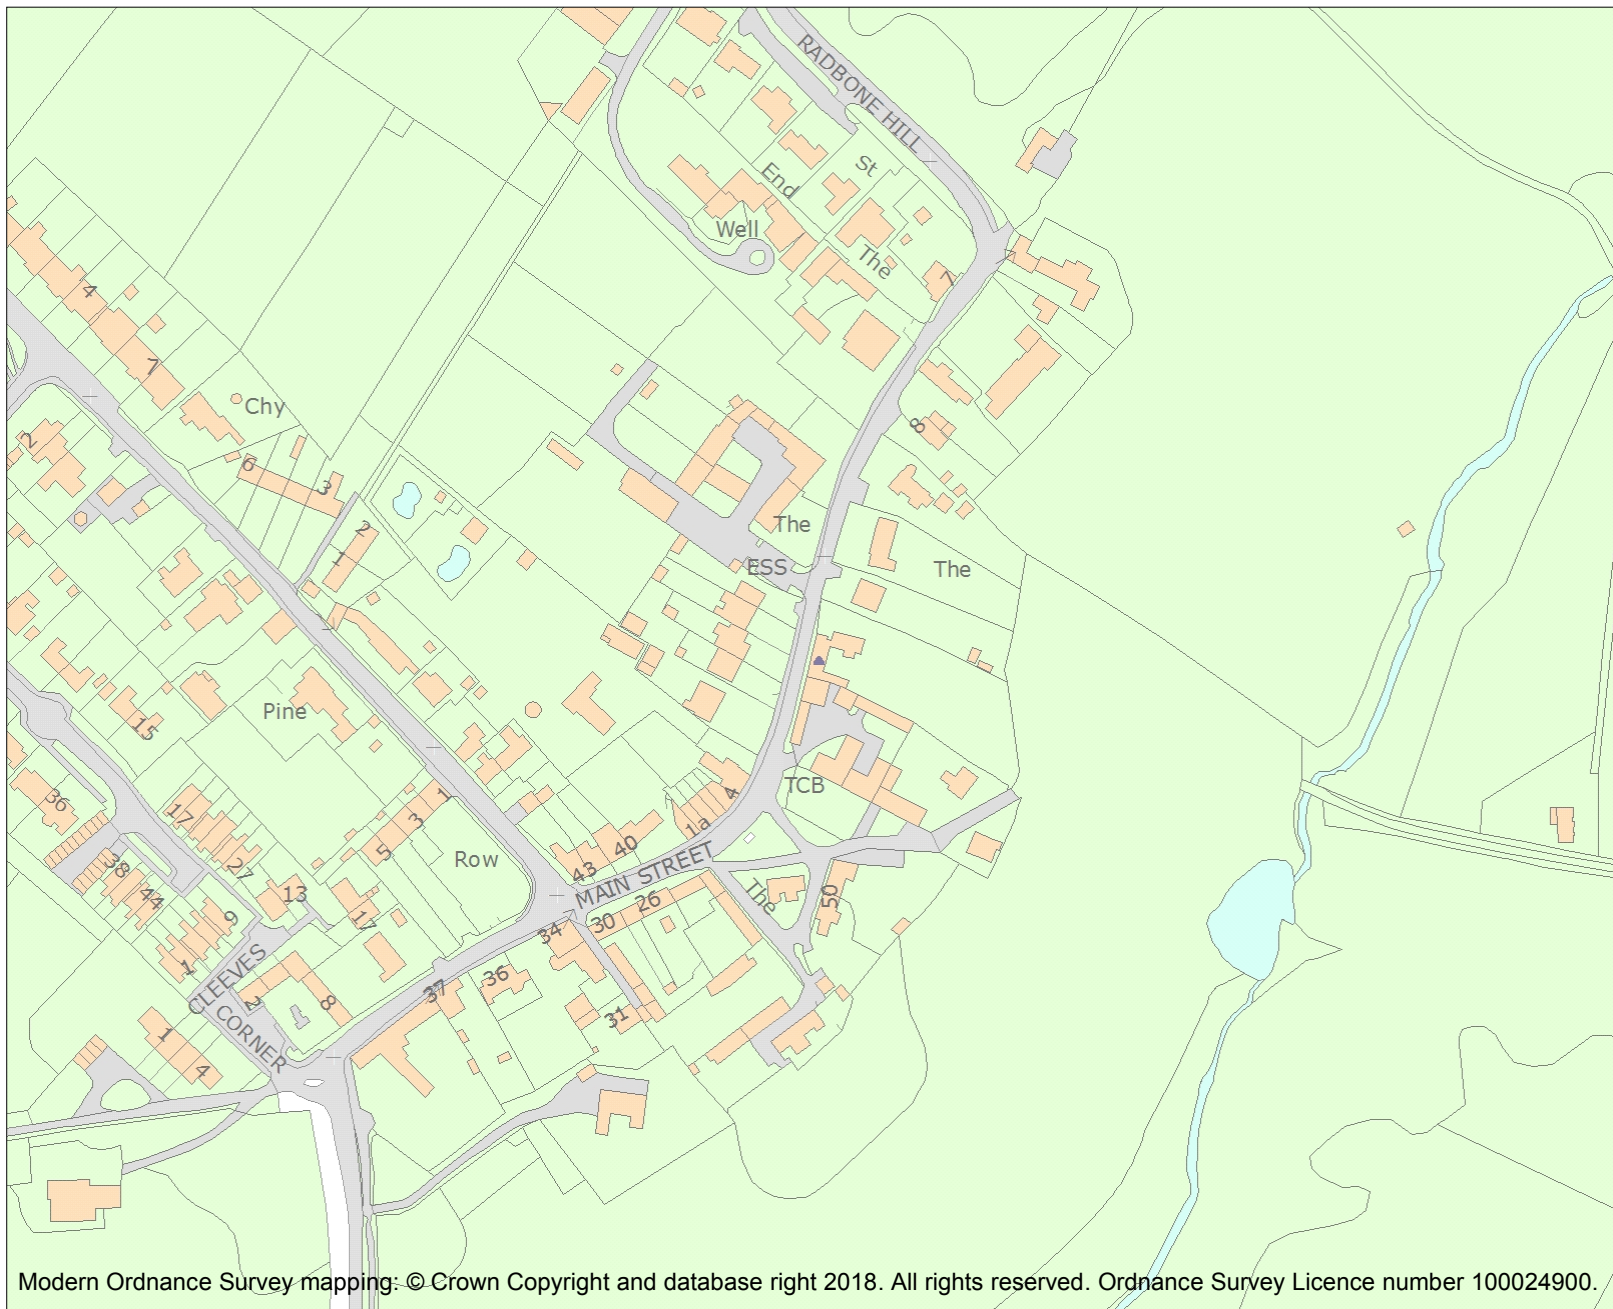 RADBONE HILL
St
End
Well
The
7
4
7
Chy
8
2
6
3
2
1
The
ESS
The
Pine
15
TCB
4
1a
36
17
1
3
5
40
Row
43
MAIN STREET
38
27
44
13
The
50
26
30
9
17
34
1
36
37
CLEEVES
CORNER
2
8
31
1
4
Modern Ordnance Survey mapping: © Crown Copyright and database right 2018. All rights reserved. Ordnance Survey Licence number 100024900.